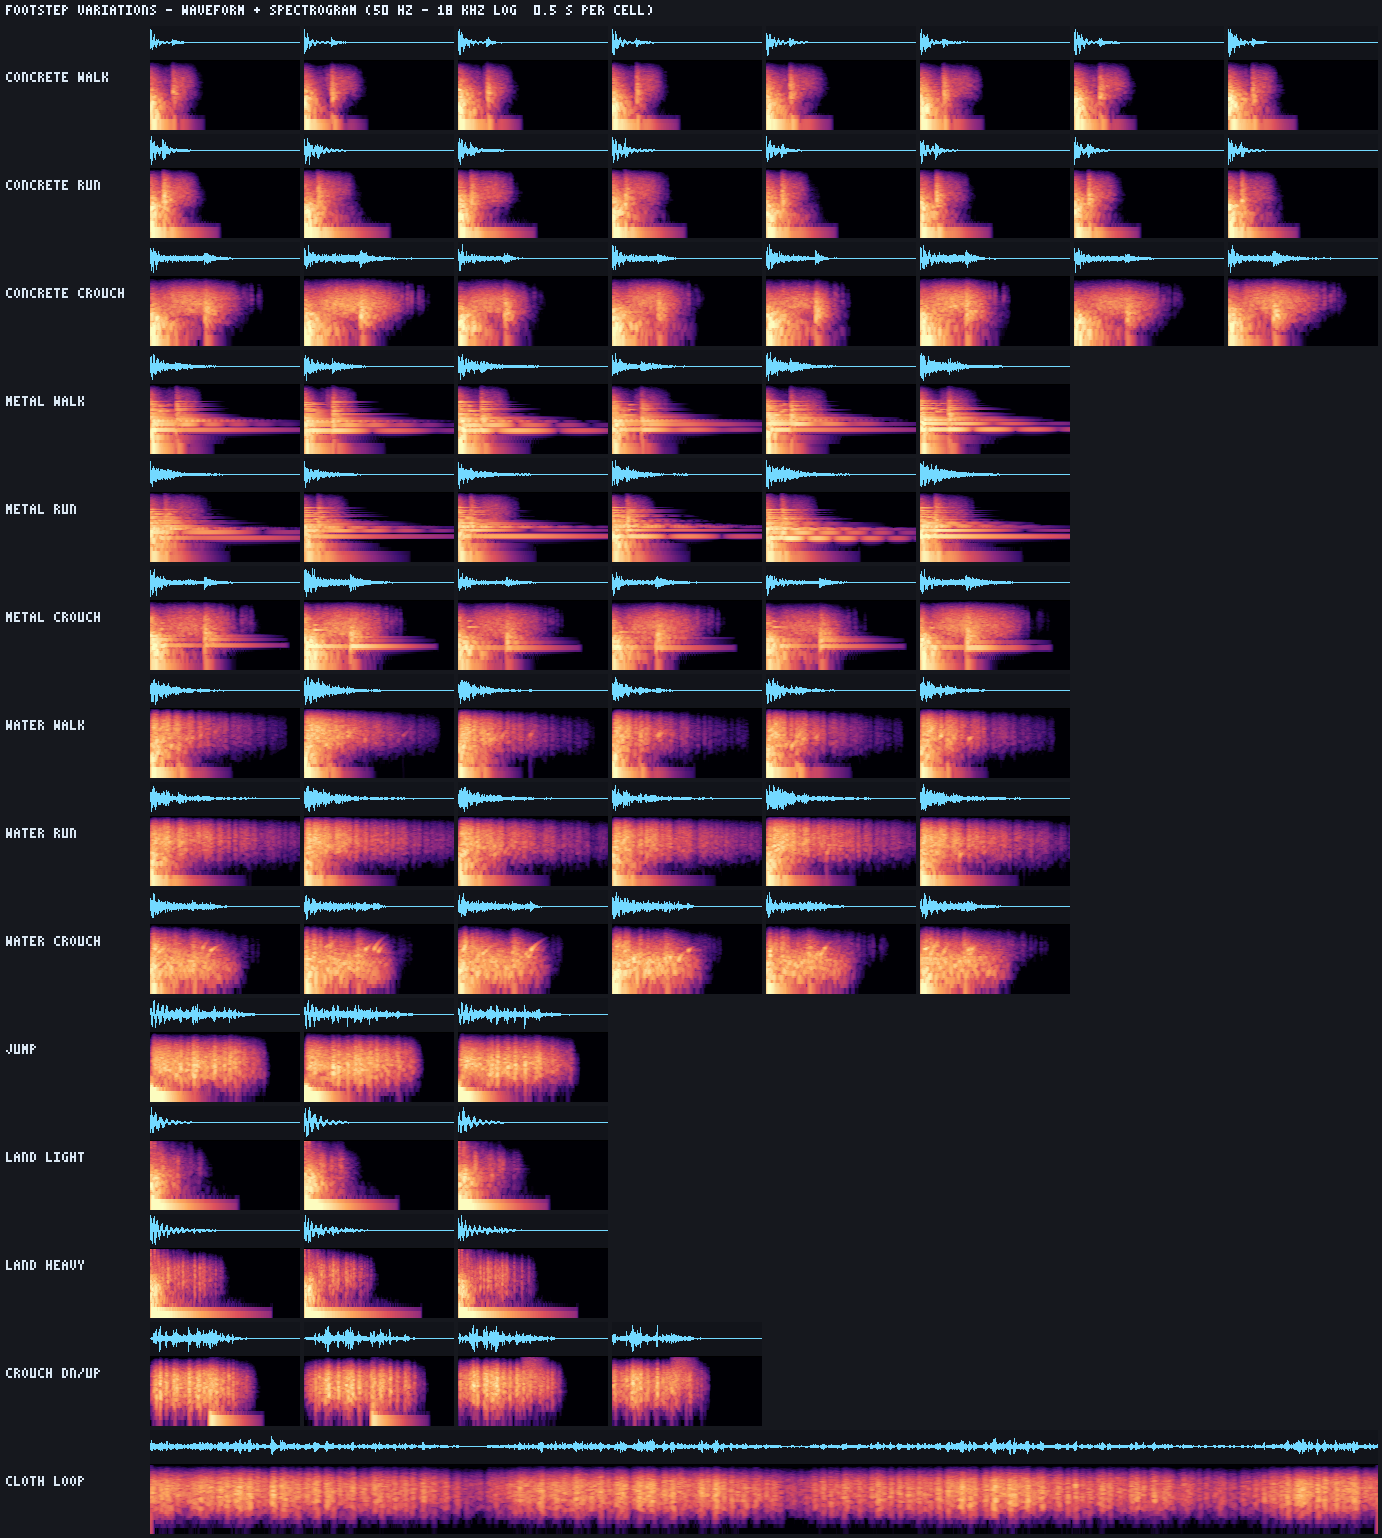 FOOTSTEP VARIATIONS - WAVEFORM + SPECTROGRAM (50 HZ - 18 KHZ LOG  0.5 S PER CELL)
CONCRETE WALK
CONCRETE RUN
CONCRETE CROUCH
METAL WALK
METAL RUN
METAL CROUCH
WATER WALK
WATER RUN
WATER CROUCH
JUMP
LAND LIGHT
LAND HEAVY
CROUCH DN/UP
CLOTH LOOP